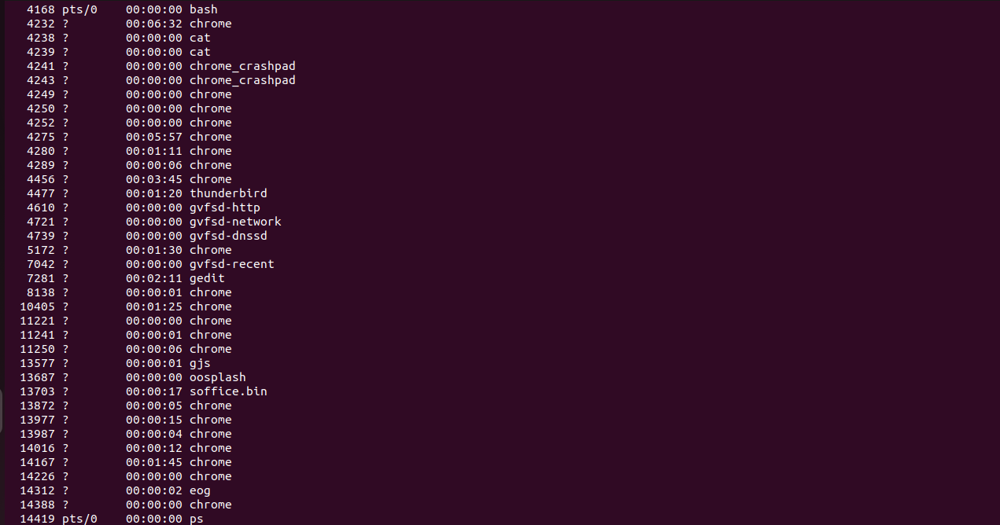 4168 pts/0    00:00:00 bash
4232 ?        00:06:32 chrome
4238 ?        00:00:00 cat
4239 ?        00:00:00 cat
4241 ?        00:00:00 chrome_crashpad
4243 ?        00:00:00 chrome_crashpad
4249 ?        00:00:00 chrome
4250 ?        00:00:00 chrome
4252 ?        00:00:00 chrome
4275 ?        00:05:57 chrome
4280 ?        00:01:11 chrome
4289 ?        00:00:06 chrome
4456 ?        00:03:45 chrome
4477 ?        00:01:20 thunderbird
4610 ?        00:00:00 gvfsd-http
4721 ?        00:00:00 gvfsd-network
4739 ?        00:00:00 gvfsd-dnssd
5172 ?        00:01:30 chrome
7042 ?        00:00:00 gvfsd-recent
7281 ?        00:02:11 gedit
8138 ?        00:00:01 chrome
10405 ?        00:01:25 chrome
11221 ?        00:00:00 chrome
11241 ?        00:00:01 chrome
11250 ?        00:00:06 chrome
13577 ?        00:00:01 gjs
13687 ?        00:00:00 oosplash
13703 ?        00:00:17 soffice.bin
13872 ?        00:00:05 chrome
13977 ?        00:00:15 chrome
13987 ?        00:00:04 chrome
14016 ?        00:00:12 chrome
14167 ?        00:01:45 chrome
14226 ?        00:00:00 chrome
14312 ?        00:00:02 eog
14388 ?        00:00:00 chrome
14419 pts/0    00:00:00 ps